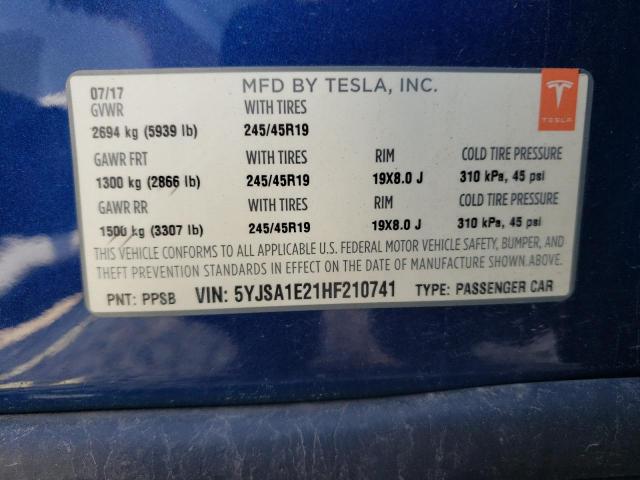 07/17 MFD BY TESLA, INC.
GVWR WITH TIRES
2694 kg (5939 lb) 245/45R19
TESLA
GAWR FRT WITH TIRES RIM COLD TIRE PRESSURE
1300 kg (2866 lb) 245/45R19 19X8.0 J 310 kPa, 45 psi
GAWR RR WITH TIRES RIM COLD TIRE PRESSURE
1500 kg (3307 lb) 245/45R19 19X8.0 J 310 kPa, 45 psi
THIS VEHICLE CONFORMS TO ALL APPLICABLE U.S. FEDERAL MOTOR VEHICLE SAFETY, BUMPER, AND
THEFT PREVENTION STANDARDS IN EFFECT ON THE DATE OF MANUFACTURE SHOWN ABOVE.
PNT: PPSB VIN: 5YJSA1E21HF210741 TYPE: PASSENGER CAR